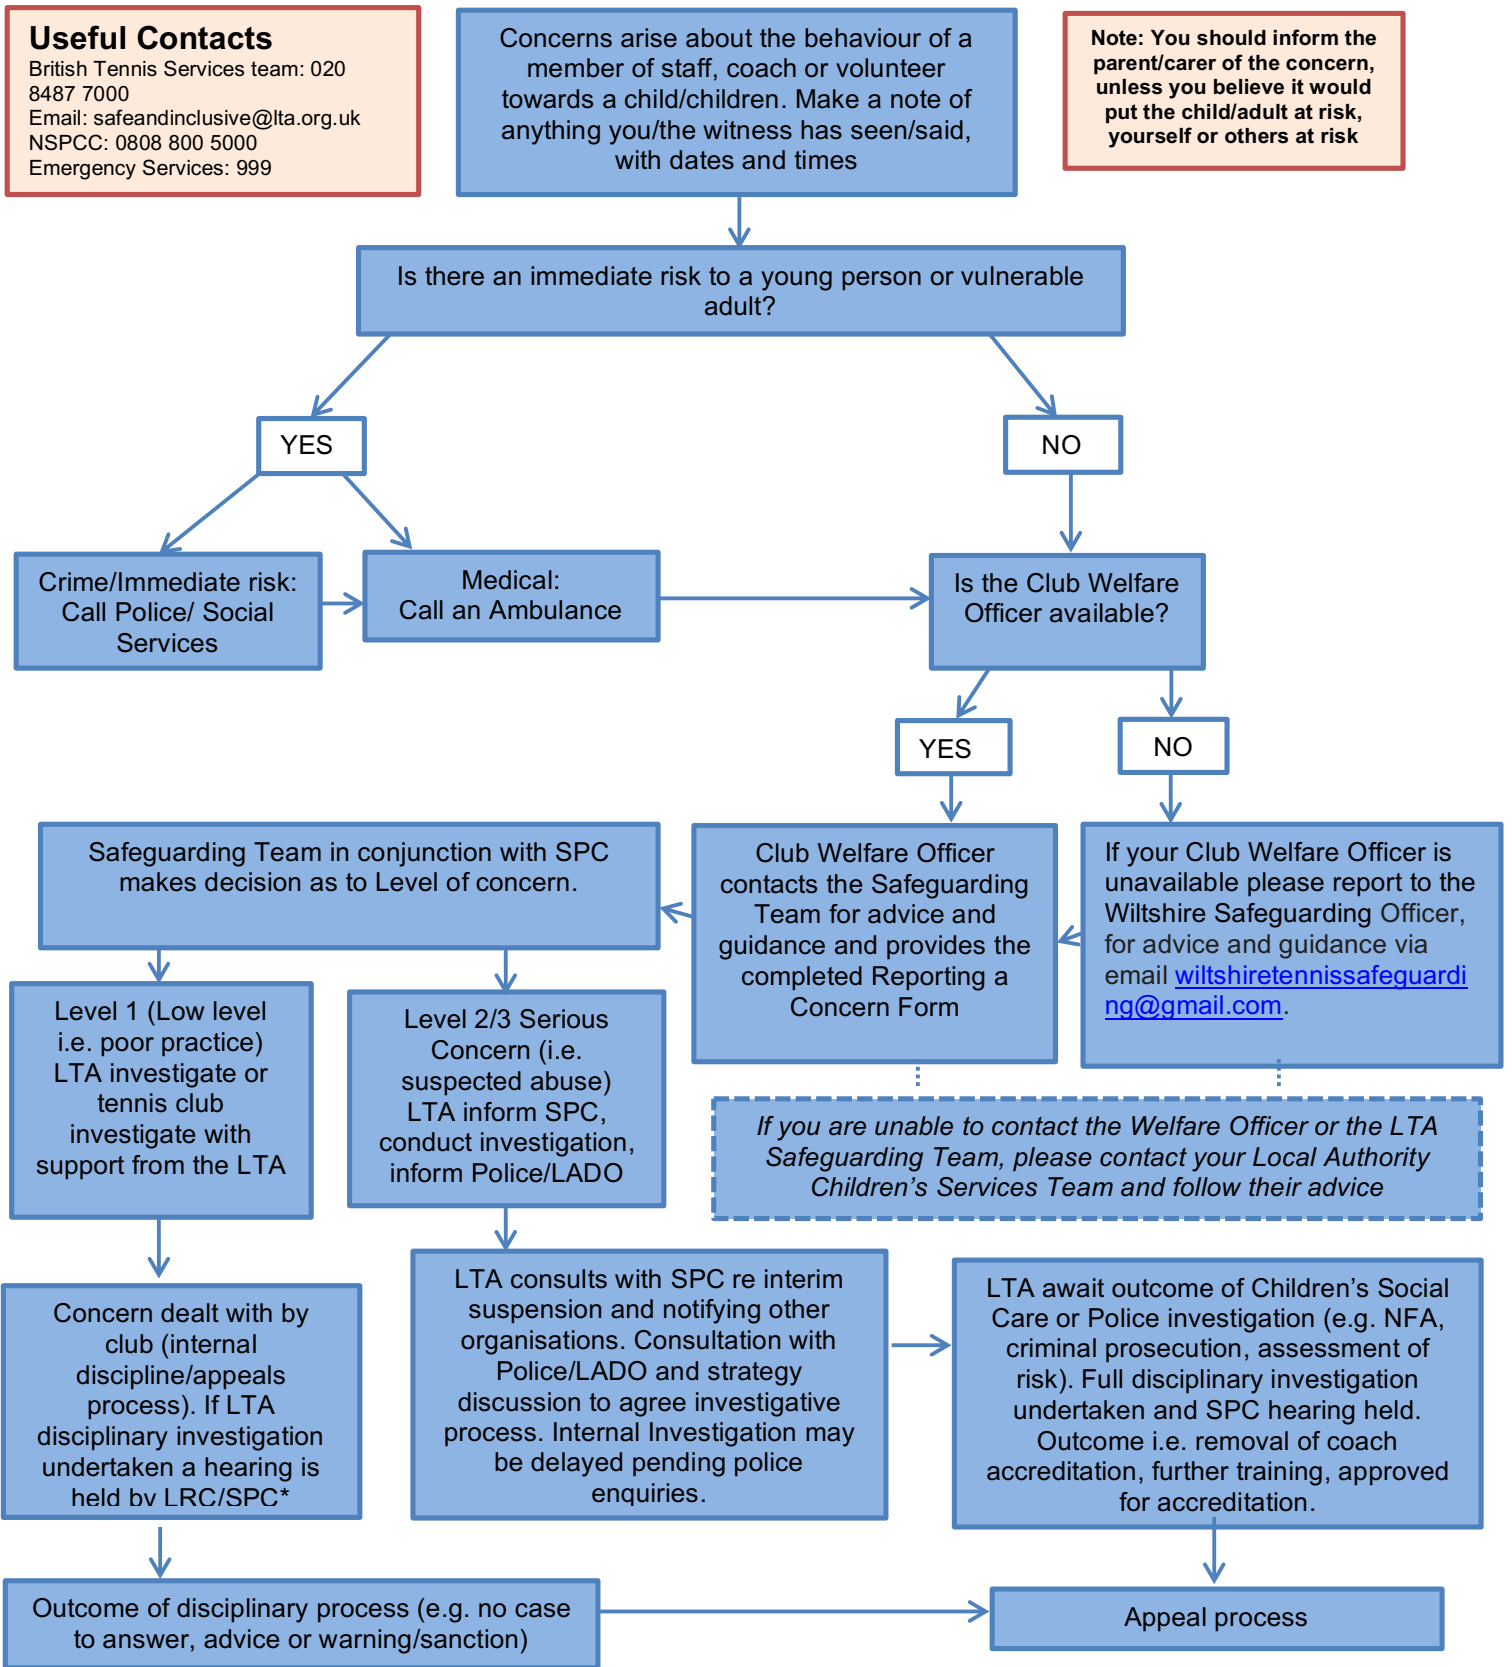 Useful Contacts
British Tennis Services team: 020
8487 7000
Email: safeandinclusive@lta.org.uk
NSPCC: 0808 800 5000
Emergency Services: 999
Concerns arise about the behaviour of a
member of staff, coach or volunteer
towards a child/children. Make a note of
anything you/the witness has seen/said,
with dates and times
Note: You should inform the
parent/carer of the concern,
unless you believe it would
put the child/adult at risk,
yourself or others at risk
Is there an immediate risk to a young person or vulnerable
adult?
YES
NO
Crime/Immediate risk:
Call Police/ Social
Services
Medical:
Call an Ambulance
Is the Club Welfare
Officer available?
YES
NO
Safeguarding Team in conjunction with SPC
makes decision as to Level of concern.
Club Welfare Officer
contacts the Safeguarding
Team for advice and
guidance and provides the
completed Reporting a
Concern Form
If your Club Welfare Officer is
unavailable please report to the
Wiltshire Safeguarding Officer,
for advice and guidance via
email wiltshiretennissafeguardi
ng@gmail.com.
Level 1 (Low level
i.e. poor practice)
LTA investigate or
tennis club
investigate with
support from the LTA
Level 2/3 Serious
Concern (i.e.
suspected abuse)
LTA inform SPC,
conduct investigation,
inform Police/LADO
If you are unable to contact the Welfare Officer or the LTA
Safeguarding Team, please contact your Local Authority
Children's Services Team and follow their advice
Concern dealt with by
club (internal
discipline/appeals
process). If LTA
disciplinary investigation
undertaken a hearing is
held by LRC/SPC*
LTA consults with SPC re interim
suspension and notifying other
organisations. Consultation with
Police/LADO and strategy
discussion to agree investigative
process. Internal Investigation may
be delayed pending police
enquiries.
LTA await outcome of Children's Social
Care or Police investigation (e.g. NFA,
criminal prosecution, assessment of
risk). Full disciplinary investigation
undertaken and SPC hearing held.
Outcome i.e. removal of coach
accreditation, further training, approved
for accreditation.
Outcome of disciplinary process (e.g. no case
to answer, advice or warning/sanction)
Appeal process